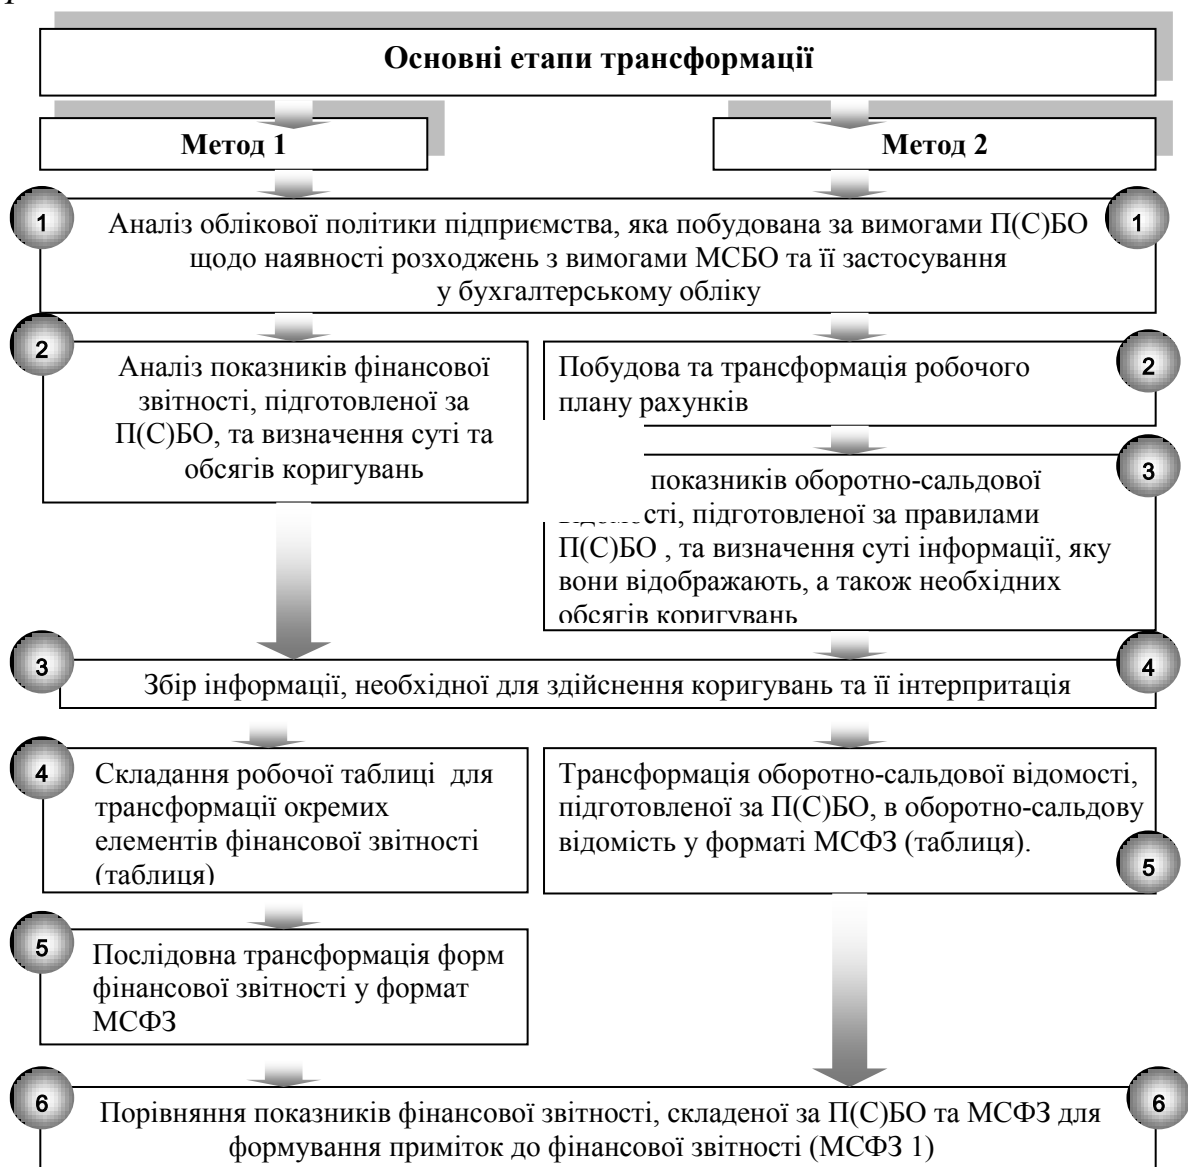 Основні етапи трансформації
Метод 1
Метод 2
1
Аналіз облікової політики підприємства, яка побудована за вимогами П(С)БО
щодо наявності розходжень з вимогами МСБО та її застосування
у бухгалтерському обліку
1
2
Аналіз показників фінансової
звітності, підготовленої за
П(С)БО, та визначення суті та
обсягів коригувань
Побудова та трансформація робочого
плану рахунків
2
3
показників оборотно-сальдової
підготовленої за правилами
П(С)БО , та визначення суті інформації, яку
вони відображають, а також необхідних
обсягів коригувань
3
Збір інформації, необхідної для здійснення коригувань та її інтерпритація
4
4
Складання робочої таблиці для
трансформації окремих
елементів фінансової звітності
(таблиця)
Трансформація оборотно-сальдової відомості,
підготовленої за П(С)БО, в оборотно-сальдову
відомість у форматі МСФЗ (таблиця).
5
5
Послідовна трансформація форм
фінансової звітності у формат
МСФЗ
6
Порівняння показників фінансової звітності, складеної за П(С)БО та МСФЗ для
формування приміток до фінансової звітності (МСФЗ 1)
6